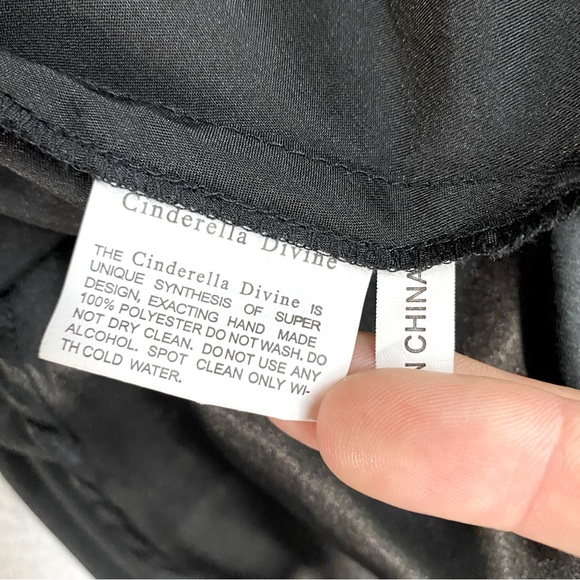 Cinderella Divine
THE Cinderella Divine IS
UNIQUE SYNTHESIS OF SUPER
DESIGN, EXACTING HAND MADE
100% POLYESTER DO NOT WASH. DO
NOT DRY CLEAN. DO NOT USE ANY
ALCOHOL. SPOT CLEAN ONLY WI-
TH COLD WATER.
N CHINA